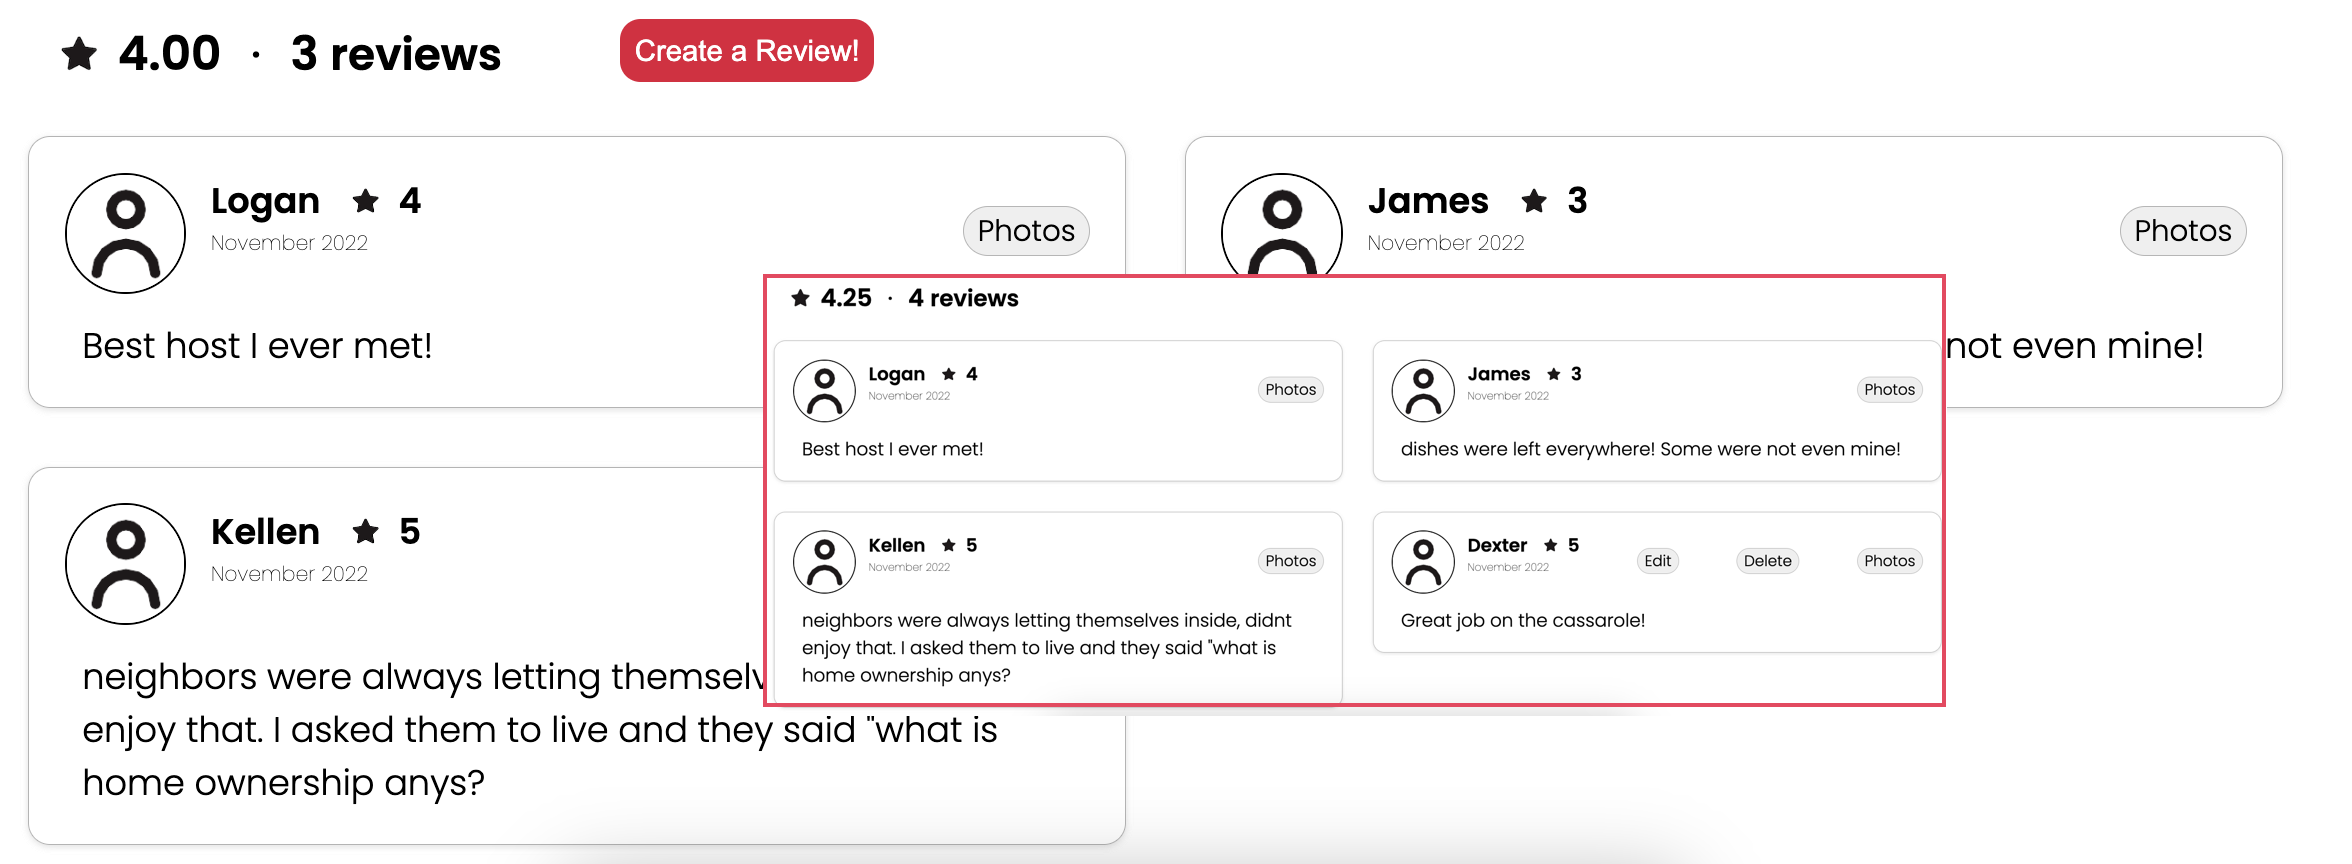 4.00 · 3 reviews
Create a Review!
Logan 4
November 2022
Photos
Best host I ever met!
James 3
November 2022
Photos
not even mine!
Kellen 5
November 2022
neighbors were always letting themselv
enjoy that. I asked them to live and they said "what is
home ownership anys?
4.25 · 4 reviews
Logan 4
November 2022
Photos
Best host I ever met!
James 3
November 2022
Photos
dishes were left everywhere! Some were not even mine!
Kellen 5
November 2022
Photos
neighbors were always letting themselves inside, didnt
enjoy that. I asked them to live and they said "what is
home ownership anys?
Dexter 5
November 2022
Edit
Delete
Photos
Great job on the cassarole!